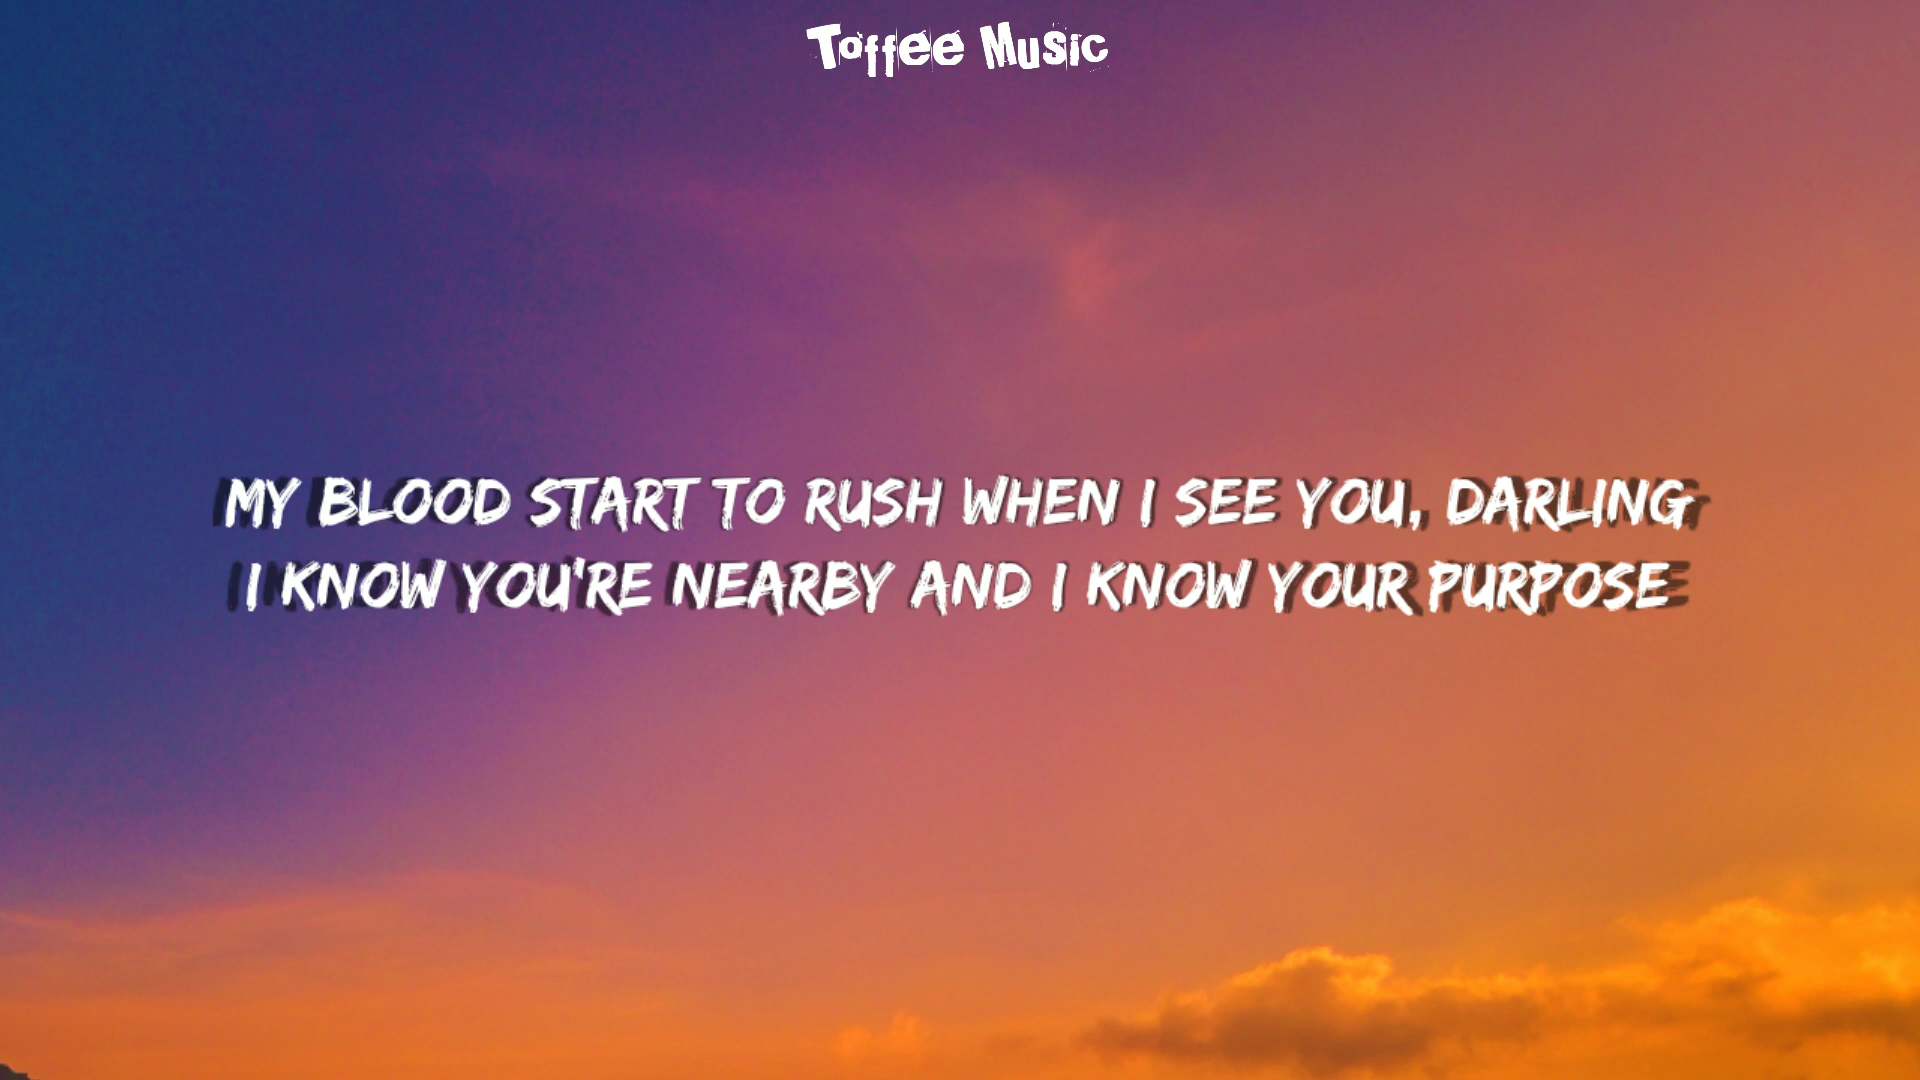 Toffee Music
MY BLOOD START TO RUSH WHEN I SEE YOU, DARLING
I KNOW YOU'RE NEARBY AND I KNOW YOUR PURPOSE